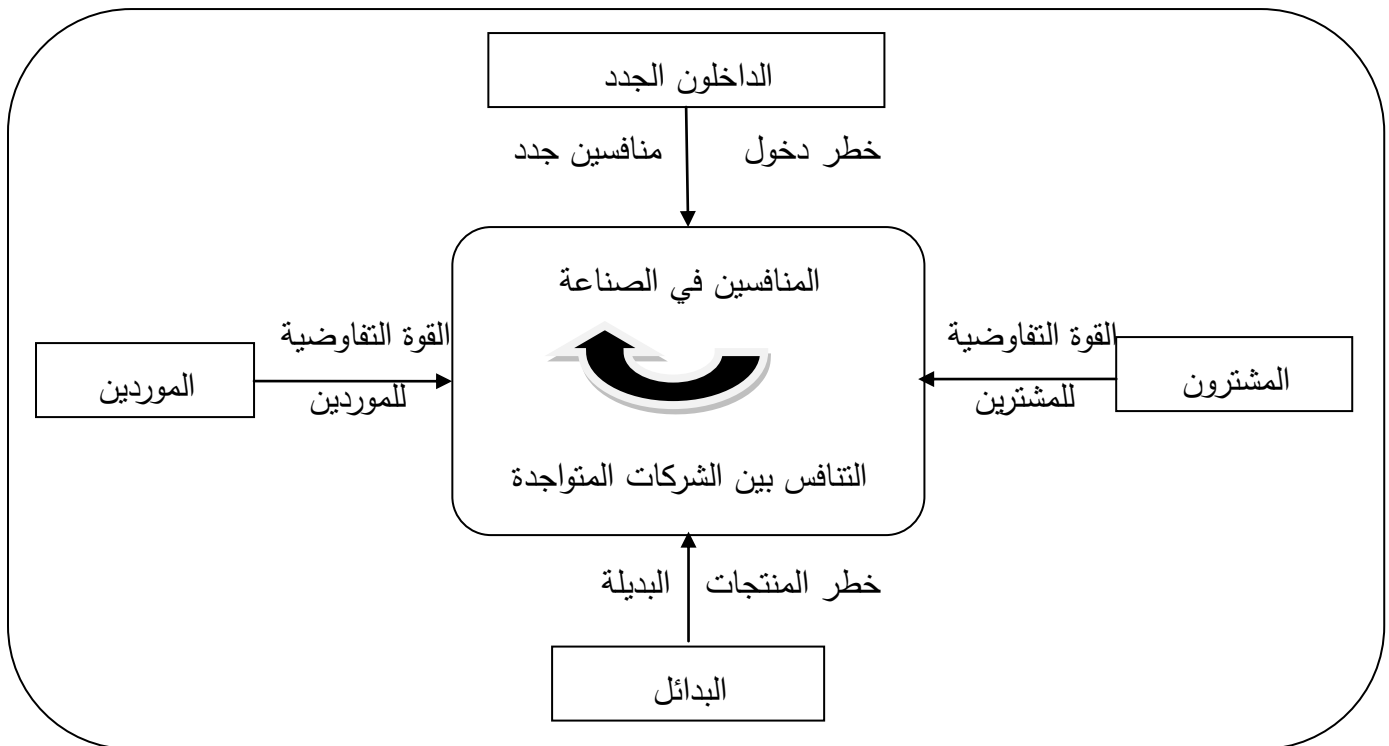 الداخلون الجدد
خطر دخول منافسين جدد
المنافسين في الصناعة
القوة التفاوضية
للمشترين
المشترون
القوة التفاوضية
للموردين
الموردين
التنافس بين الشركات المتواجدة
خطر المنتجات البديلة
البدائل